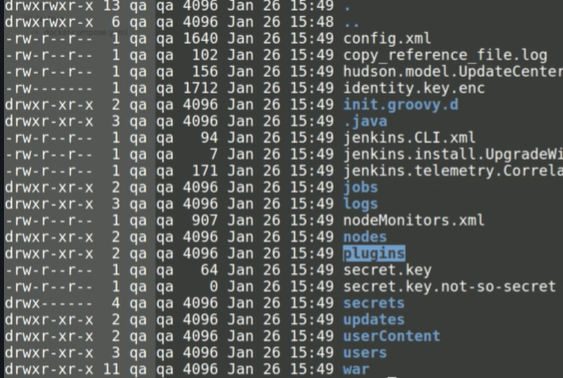 drwxrwxr-x 13 qa qa 4096 Jan 26 15:49 .
drwxrwxr-x 6 qa qa 4096 Jan 26 15:48 ..
-rw-r--r-- 1 qa qa 1640 Jan 26 15:49 config.xml
-rw-r--r-- 1 qa qa 102 Jan 26 15:49 copy_reference_file.log
-rw-r--r-- 1 qa qa 156 Jan 26 15:49 hudson.model.UpdateCenter
-rw------- 1 qa qa 1712 Jan 26 15:49 identity.key.enc
drwxr-xr-x 2 qa qa 4096 Jan 26 15:49 init.groovy.d
drwxr-xr-x 3 qa qa 4096 Jan 26 15:49 .java
-rw-r--r-- 1 qa qa 94 Jan 26 15:49 jenkins.CLI.xml
-rw-r--r-- 1 qa qa 7 Jan 26 15:49 jenkins.install.UpgradeWi
-rw-r--r-- 1 qa qa 171 Jan 26 15:49 jenkins.telemetry.Correla
drwxr-xr-x 2 qa qa 4096 Jan 26 15:49 jobs
drwxr-xr-x 3 qa qa 4096 Jan 26 15:49 logs
-rw-r--r-- 1 qa qa 907 Jan 26 15:49 nodeMonitors.xml
drwxr-xr-x 2 qa qa 4096 Jan 26 15:49 nodes
drwxr-xr-x 2 qa qa 4096 Jan 26 15:49 plugins
-rw-r--r-- 1 qa qa 64 Jan 26 15:49 secret.key
-rw-r--r-- 1 qa qa 0 Jan 26 15:49 secret.key.not-so-secret
drwx------ 4 qa qa 4096 Jan 26 15:49 secrets
drwxr-xr-x 2 qa qa 4096 Jan 26 15:49 updates
drwxr-xr-x 2 qa qa 4096 Jan 26 15:49 userContent
drwxr-xr-x 3 qa qa 4096 Jan 26 15:49 users
drwxr-xr-x 11 qa qa 4096 Jan 26 15:49 war